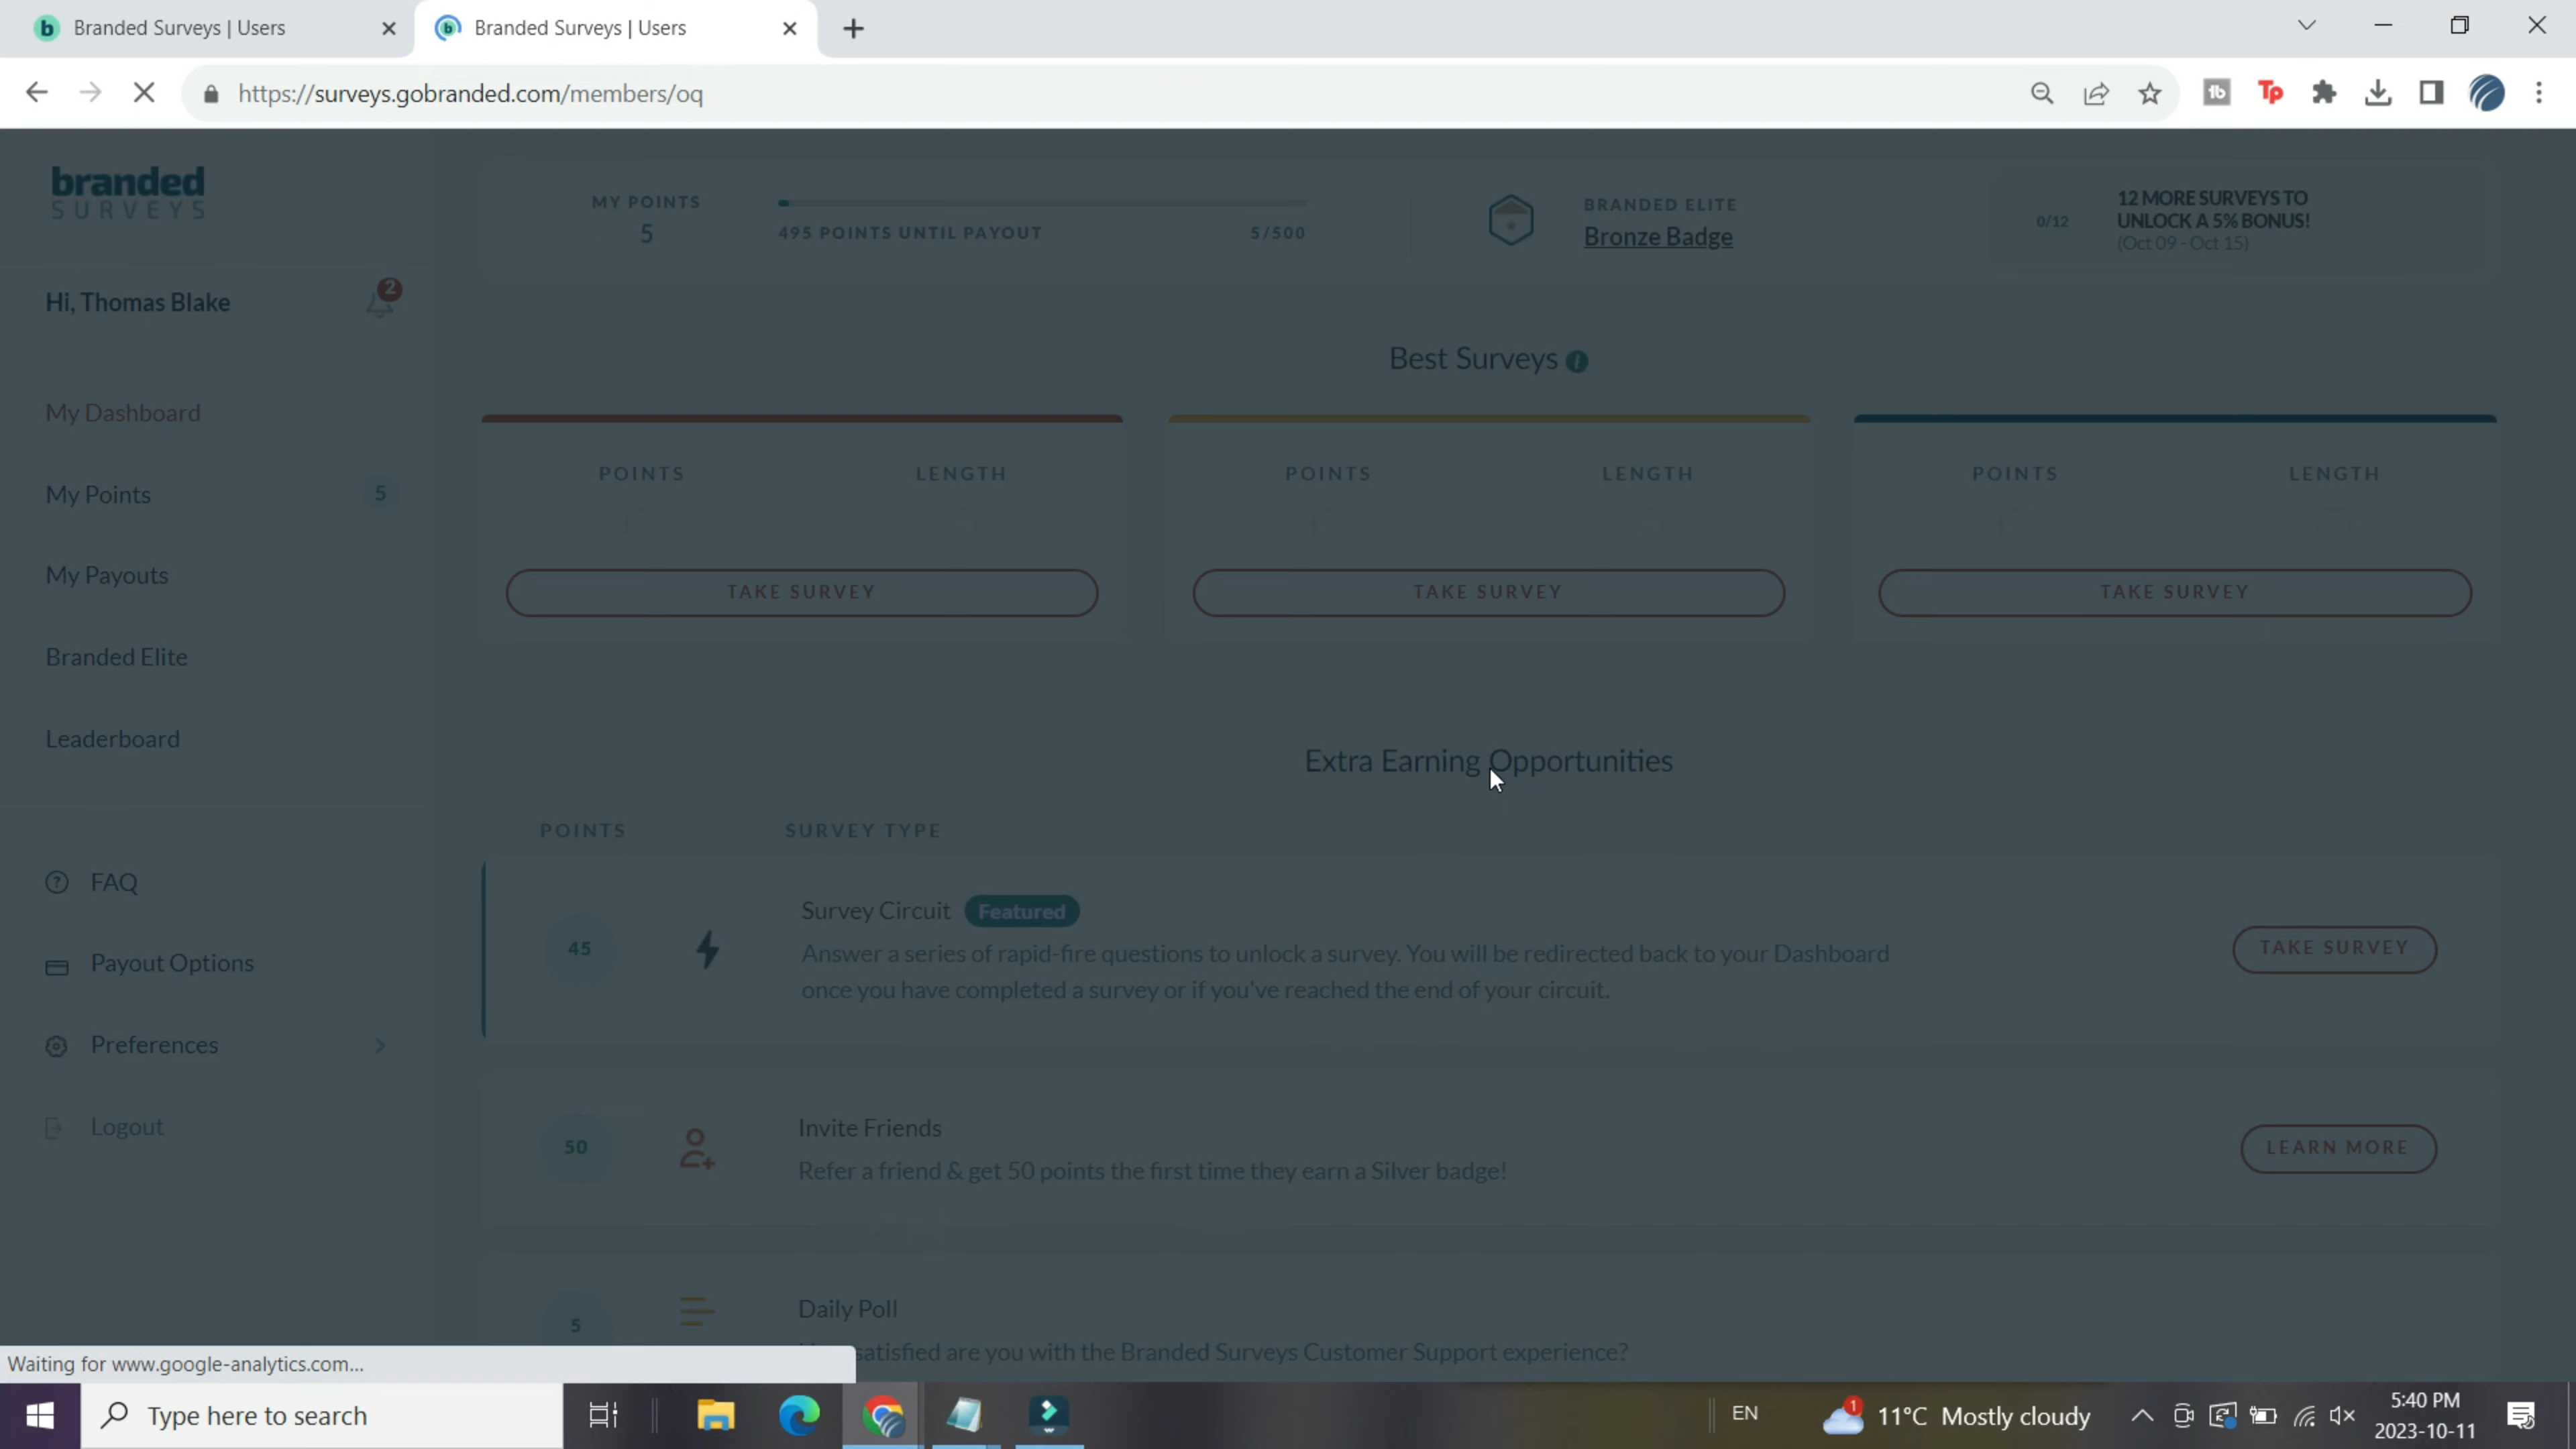 Branded Surveys | Users
Branded Surveys | Users
https://surveys.gobranded.com/members/oq
branded
SURVEYS
Hi, Thomas Blake
2
My Dashboard
My Points
5
My Payouts
Branded Elite
Leaderboard
FAQ
Payout Options
Preferences
Logout
MY POINTS
5
495 POINTS UNTIL PAYOUT
5/500
BRANDED ELITE
Bronze Badge
0/12
12 MORE SURVEYS TO
UNLOCK A 5% BONUS!
(Oct 09 - Oct 15)
Best Surveys
POINTS LENGTH
TAKE SURVEY
POINTS LENGTH
TAKE SURVEY
POINTS LENGTH
TAKE SURVEY
Extra Earning Opportunities
POINTS SURVEY TYPE
45
Survey Circuit Featured
Answer a series of rapid-fire questions to unlock a survey. You will be redirected back to your Dashboard
once you have completed a survey or if you've reached the end of your circuit.
TAKE SURVEY
50
Invite Friends
Refer a friend & get 50 points the first time they earn a Silver badge!
LEARN MORE
5
Daily Poll
satisfied are you with the Branded Surveys Customer Support experience?
Waiting for www.google-analytics.com...
Type here to search
EN
1
11°C Mostly cloudy
5:40 PM
2023-10-11